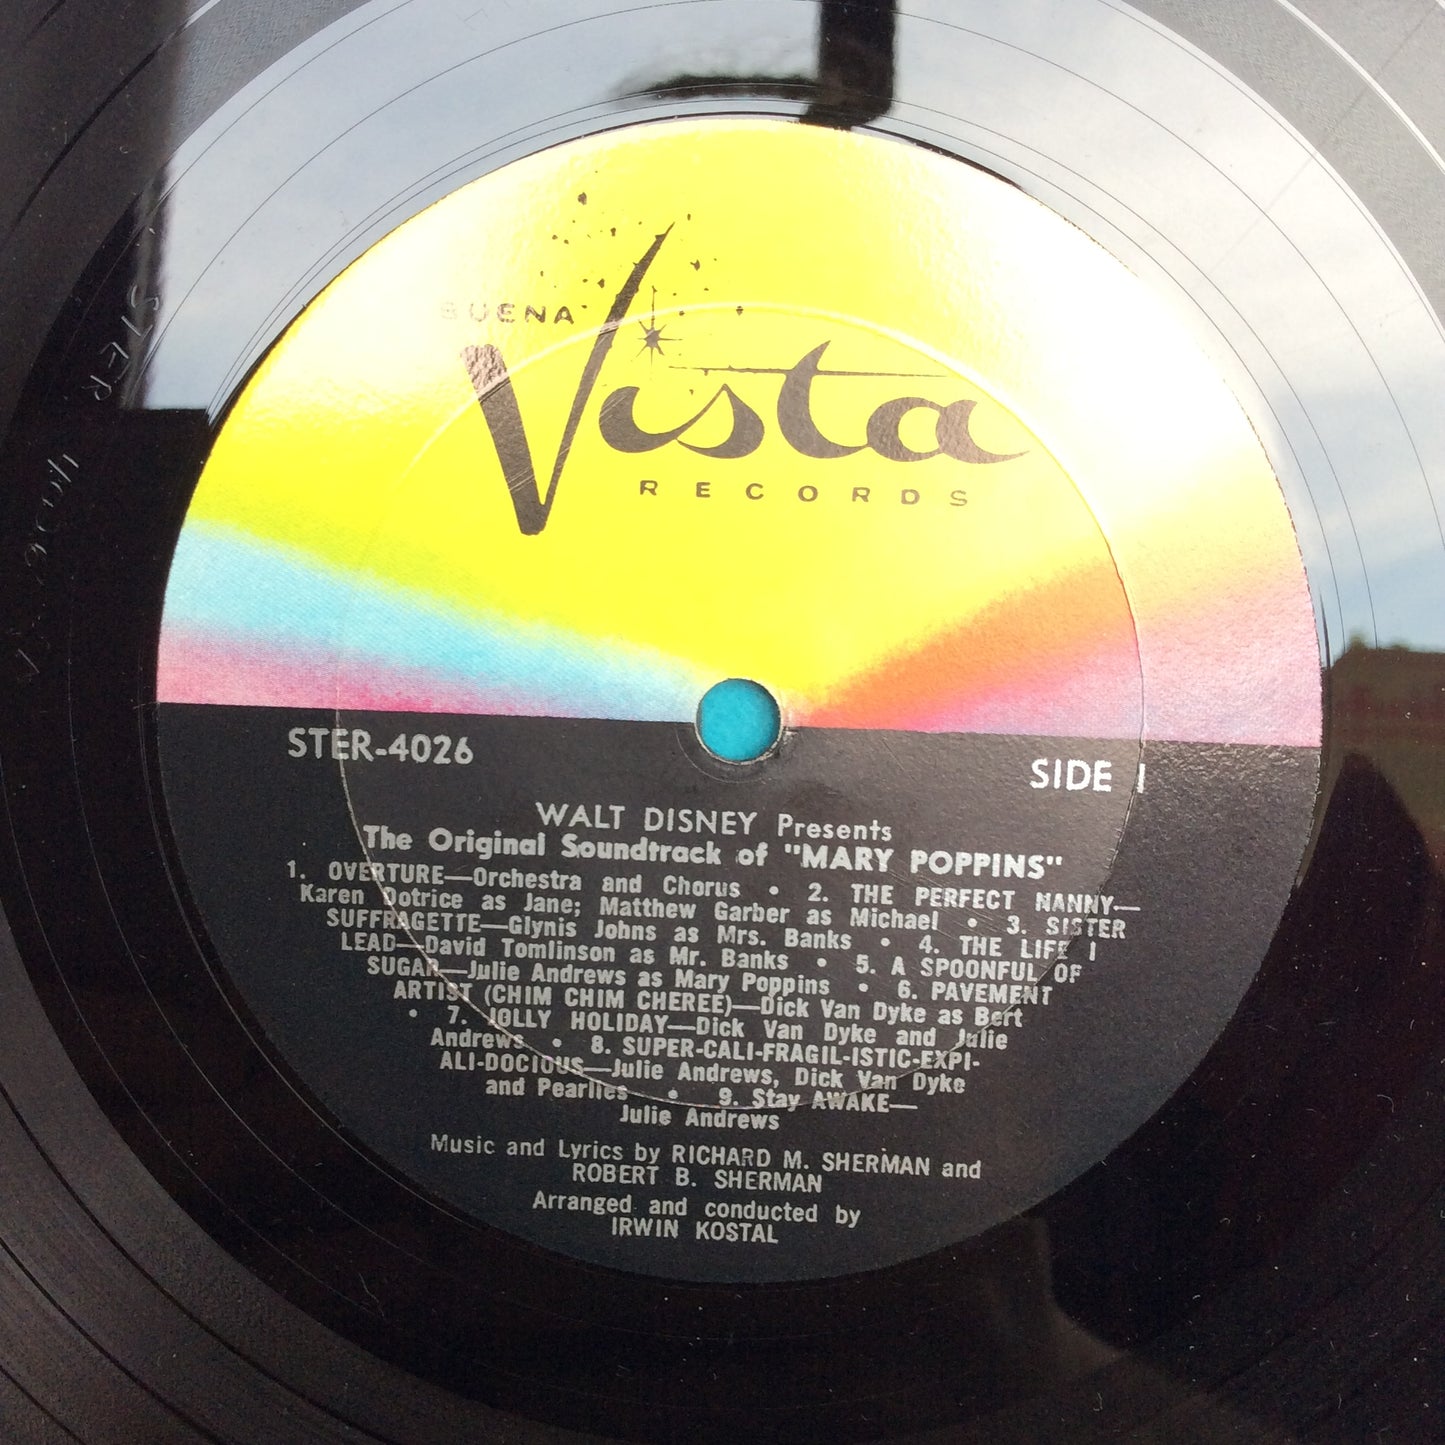 BUENA
Vista
RECORDS
STER-4026
SIDE 1
WALT DISNEY Presents
The Original Soundtrack of "MARY POPPINS"
1. OVERTURE—Orchestra and Chorus • 2. THE PERFECT NANNY—
Karen Dotrice as Jane; Matthew Garber as Michael • 3. SISTER
SUFFRAGETTE—Glynis Johns as Mrs. Banks • 4. THE LIFE I
LEAD—David Tomlinson as Mr. Banks • 5. A SPOONFUL OF
SUGAR—Julie Andrews as Mary Poppins • 6. PAVEMENT
ARTIST (CHIM CHIM CHEREE)—Dick Van Dyke as Bert
• 7. JOLLY HOLIDAY—Dick Van Dyke and Julie
Andrews • 8. SUPER-CALI-FRAGIL-ISTIC-EXPI-
ALI-DOCIOUS—Julie Andrews, Dick Van Dyke
and Pearlies • 9. Stay AWAKE—
Julie Andrews
Music and Lyrics by RICHARD M. SHERMAN and
ROBERT B. SHERMAN
Arranged and conducted by
IRWIN KOSTAL
STER